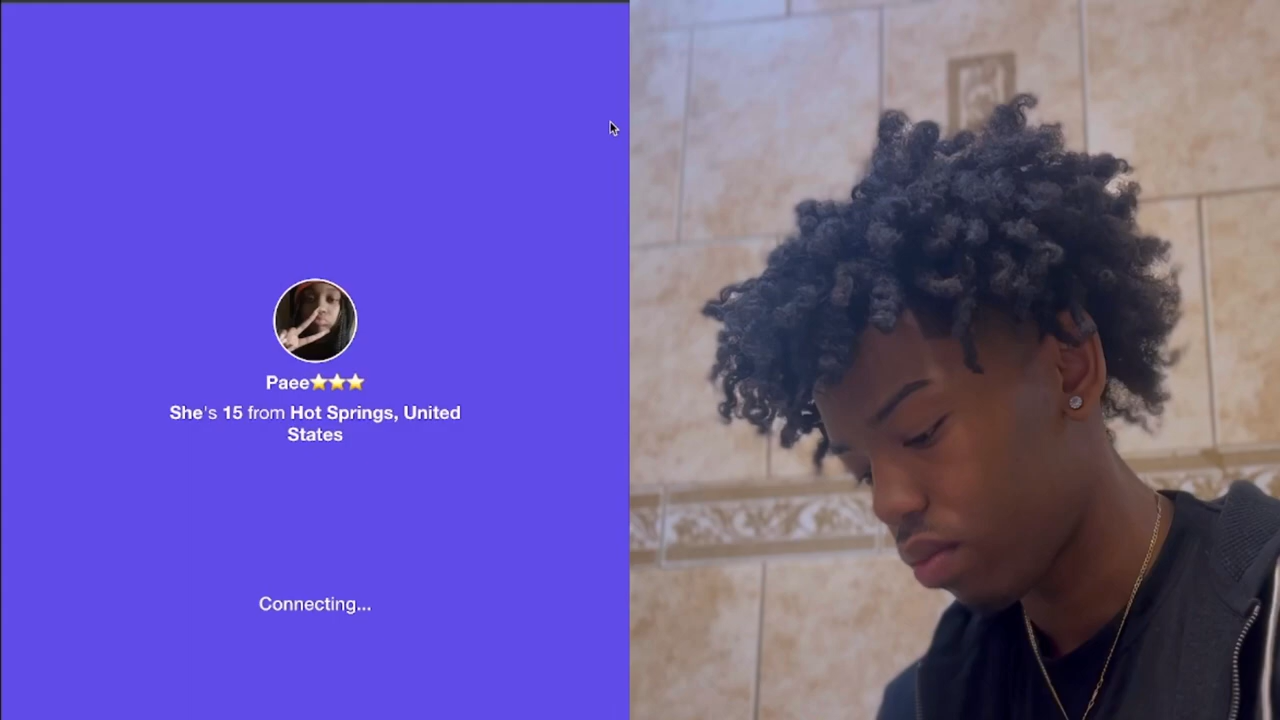 Paee⭐⭐⭐
She's 15 from Hot Springs, United
States
Connecting...